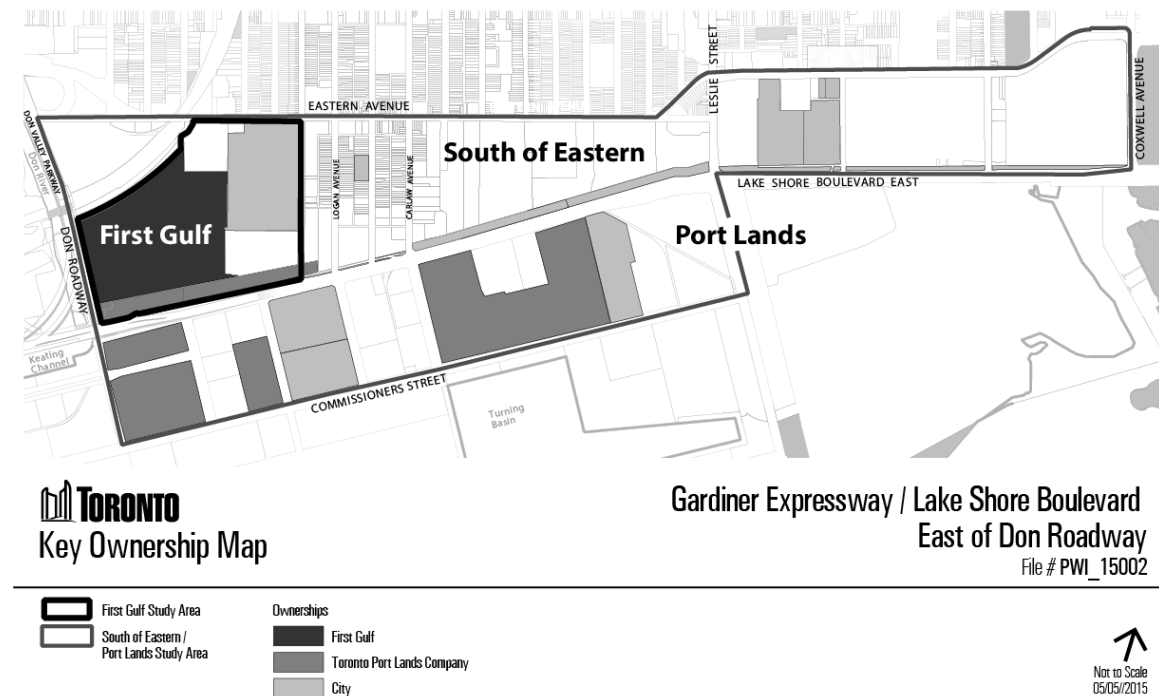 EASTERN AVENUE
LESLIE STREET
COXWELL AVENUE
DON VALLEY PARKWAY
Don River
LOGAN AVENUE
CARLAW AVENUE
South of Eastern
LAKE SHORE BOULEVARD EAST
First Gulf
Port Lands
DON ROADWAY
Keating
Channel
COMMISSIONERS STREET
Turning
Basin
TORONTO
Key Ownership Map
Gardiner Expressway / Lake Shore Boulevard
East of Don Roadway
File # PWI_15002
First Gulf Study Area
South of Eastern /
Port Lands Study Area
Ownerships
First Gulf
Toronto Port Lands Company
City
Not to Scale
05/05//2015